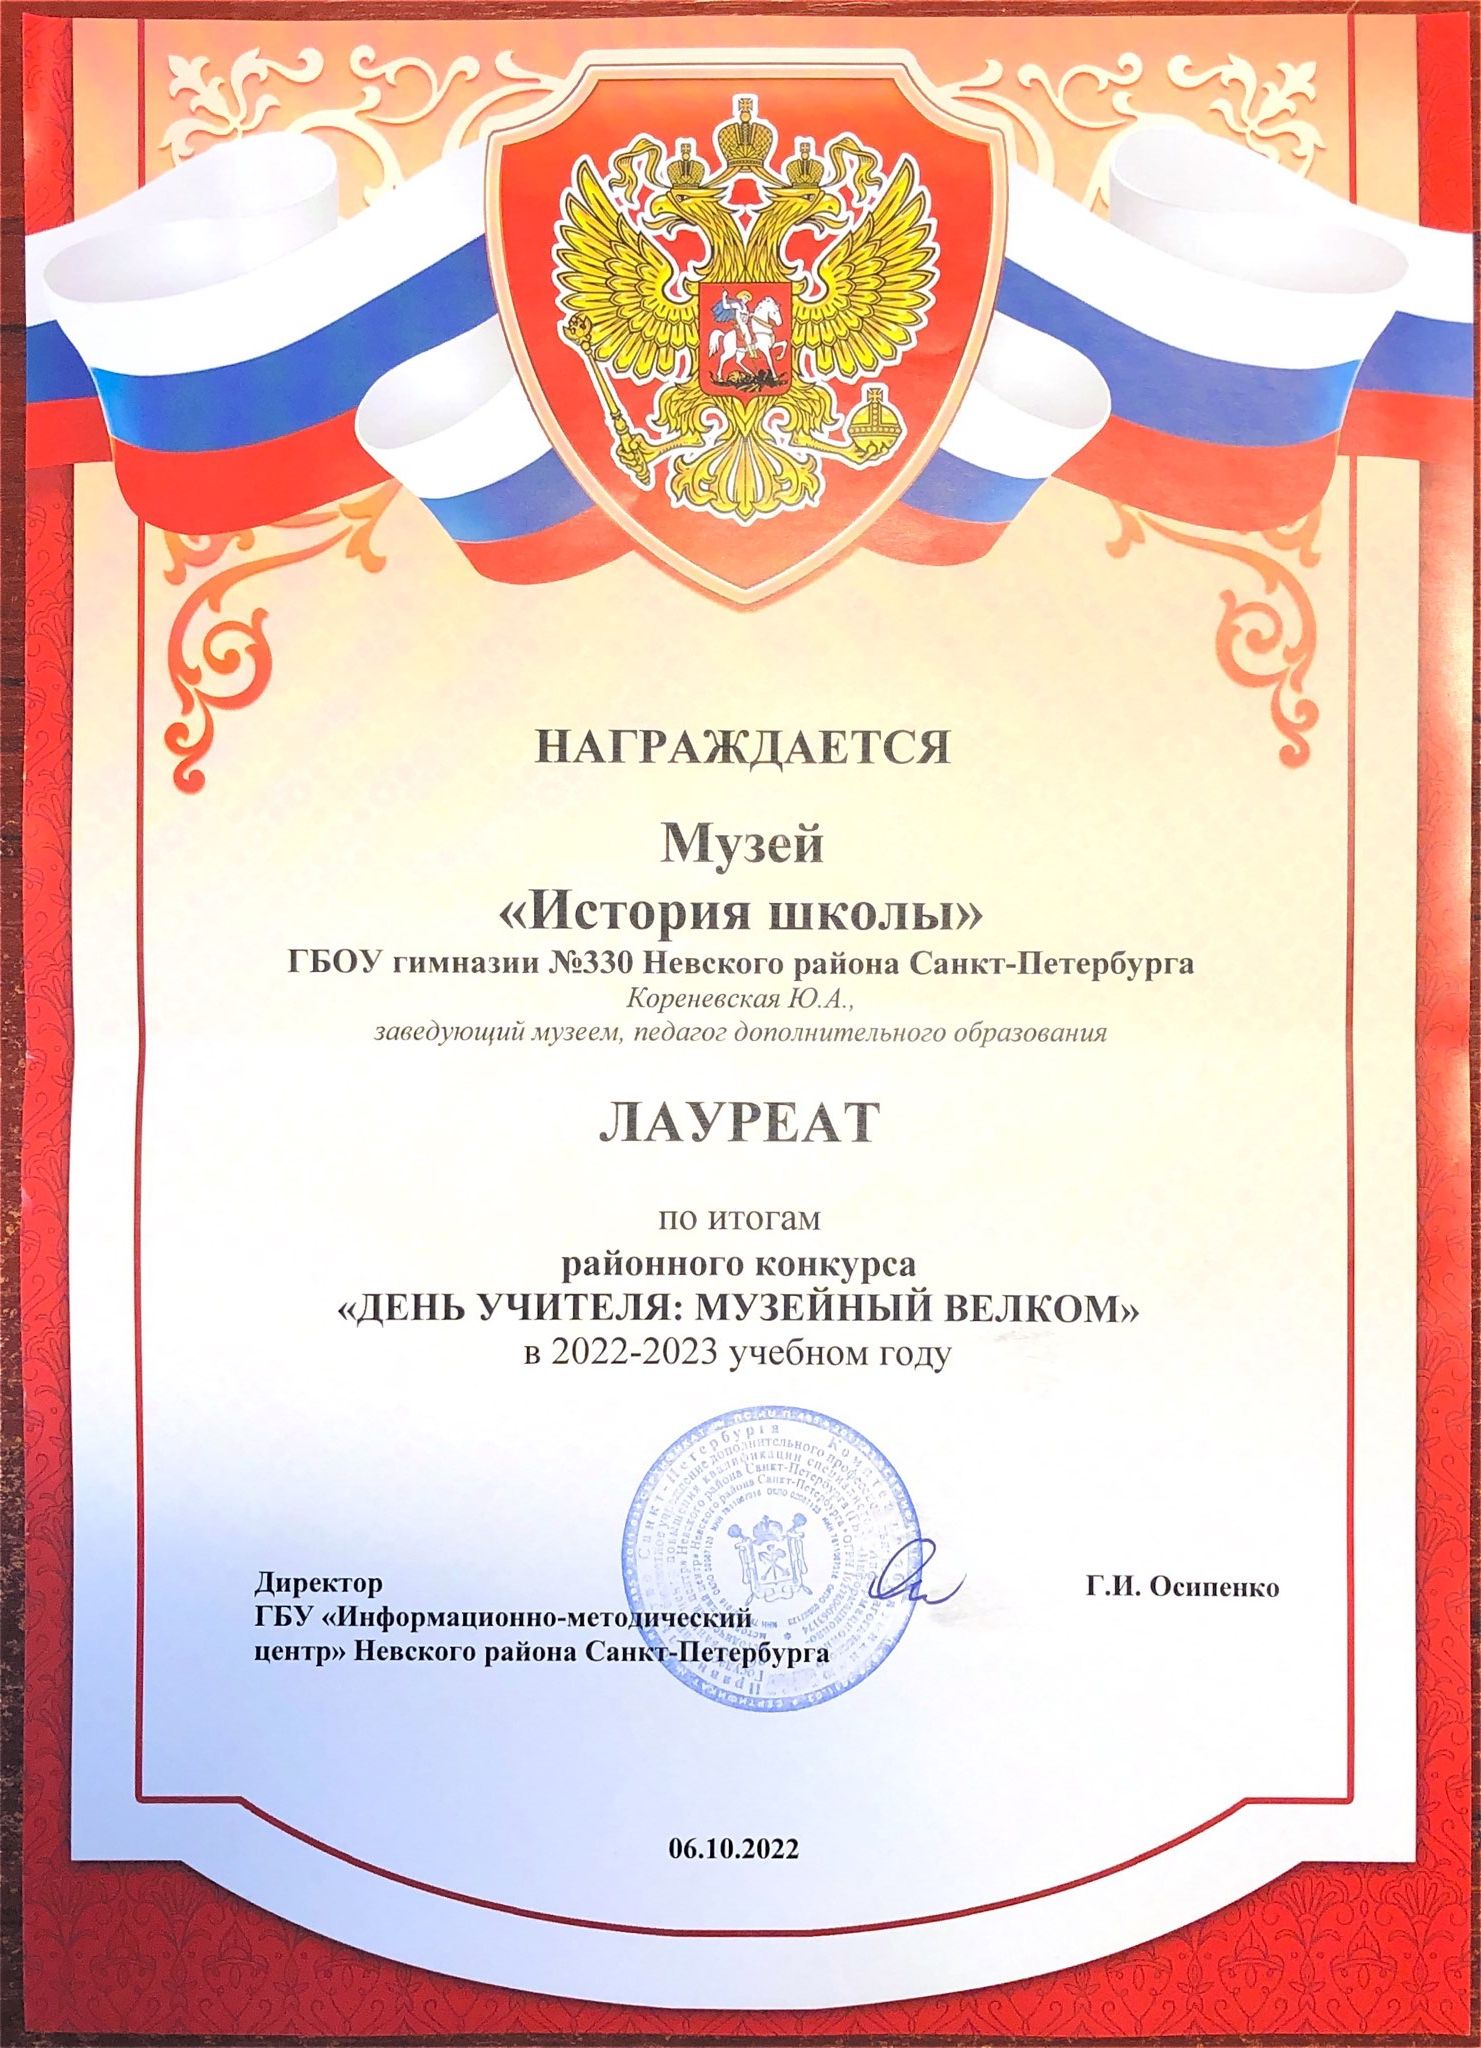 НАГРАЖДАЕТСЯ
Музей
«История школы»
ГБОУ гимназии №330 Невского района Санкт-Петербурга
Кореневская Ю.А.,
заведующий музеем, педагог дополнительного образования
ЛАУРЕАТ
по итогам
районного конкурса
«ДЕНЬ УЧИТЕЛЯ: МУЗЕЙНЫЙ ВЕЛКОМ»
в 2022-2023 учебном году
Директор
ГБУ «Информационно-методический
центр» Невского района Санкт-Петербурга
Г.И. Осипенко
06.10.2022